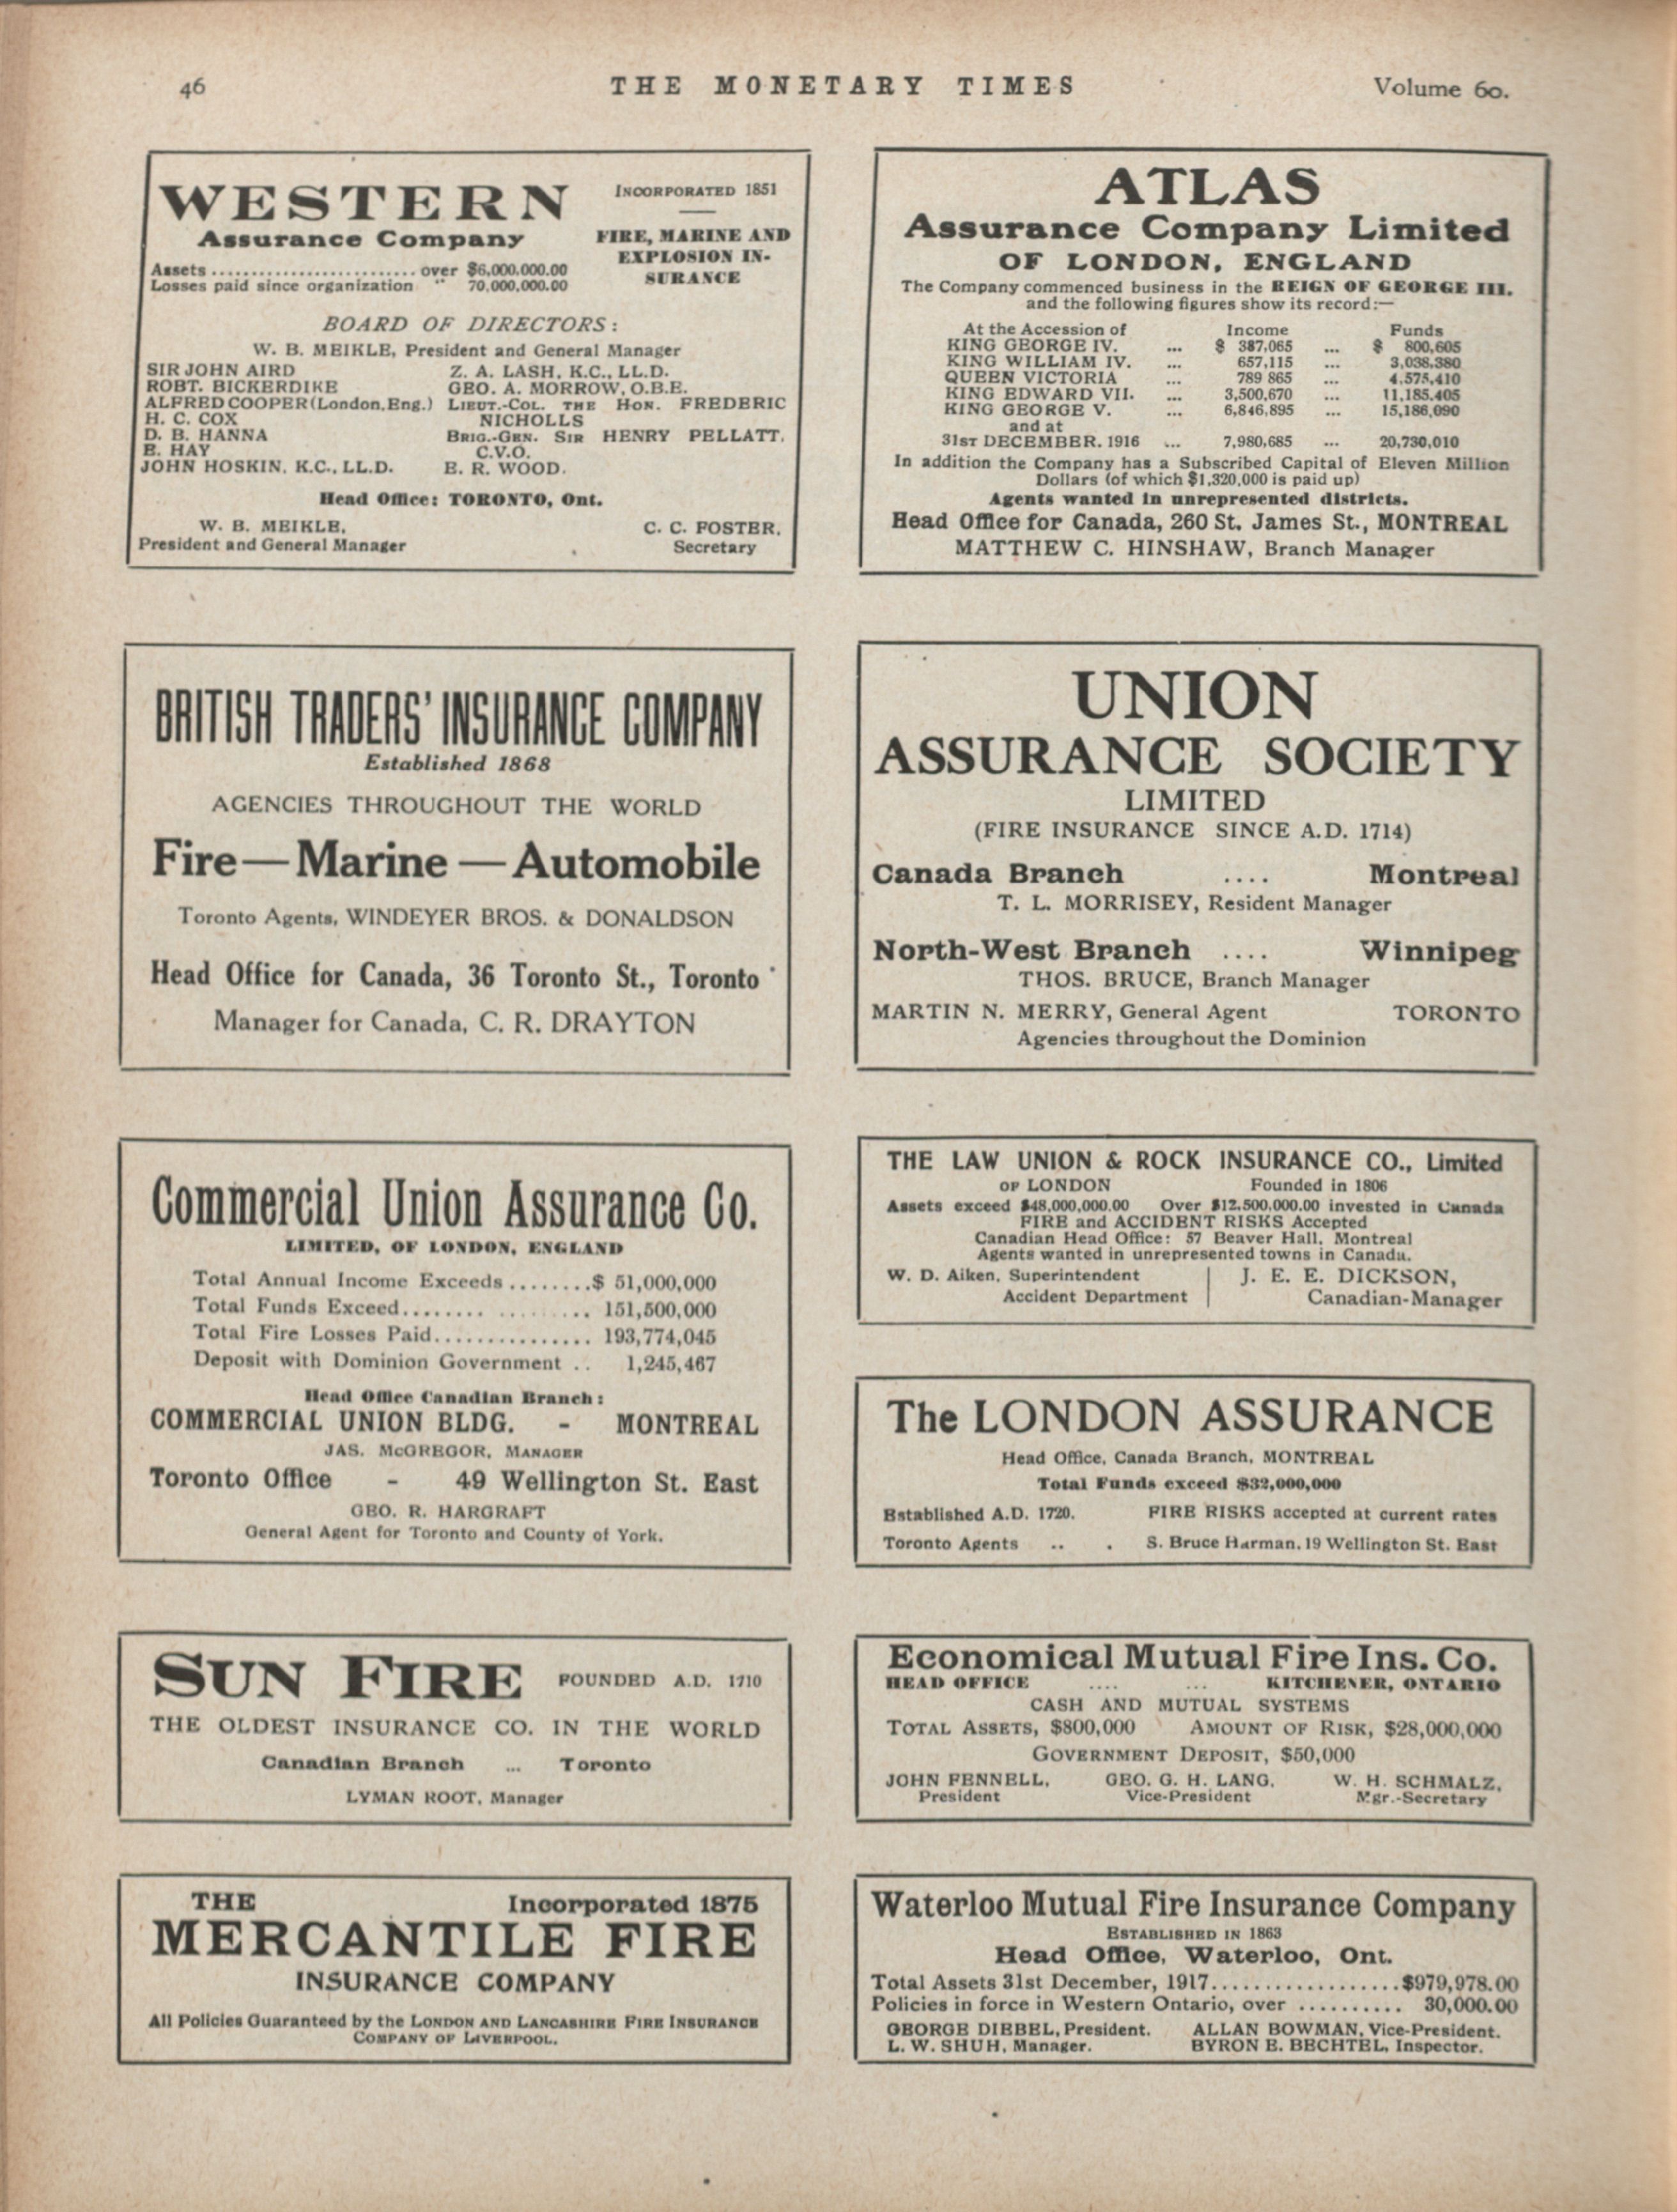 46
THE MONETARY TIMES
Volume 60.
WESTERN
Assurance Company
INCORPORATED 1851
FIRE, MARINE AND
EXPLOSION IN-
SURANCE
Assets .......................... over $6,000,000.00
Losses paid since organization " 70,000,000.00
BOARD OF DIRECTORS:
W. B. MEIKLE, President and General Manager
SIR JOHN AIRD
ROBT. BICKERDIKE
ALFRED COOPER (London, Eng.)
H. C. COX
D. B. HANNA
E. HAY
JOHN HOSKIN, K.C., LL.D.
Z. A. LASH, K.C., LL.D.
GEO. A. MORROW, O.B.E.
LIEUT.-COL. THE HON. FREDERIC
NICHOLLS
BRIG.-GEN. SIR HENRY PELLATT,
C.V.O.
E. R. WOOD.
Head Office: TORONTO, Ont.
W. B. MEIKLE,
President and General Manager
C. C. FOSTER,
Secretary
ATLAS
Assurance Company Limited
OF LONDON, ENGLAND
The Company commenced business in the REIGN OF GEORGE III.
and the following figures show its record:—
At the Accession of Income Funds
KING GEORGE IV. ... $ 387,065 ... $ 800,605
KING WILLIAM IV. ... 657,115 ... 3,038,380
QUEEN VICTORIA ... 789 865 ... 4,575,410
KING EDWARD VII. ... 3,500,670 ... 11,185,405
KING GEORGE V. ... 6,846,895 ... 15,186,090
and at
31ST DECEMBER, 1916 ... 7,980,685 ... 20,730,010
In addition the Company has a Subscribed Capital of Eleven Million
Dollars (of which $1,320,000 is paid up)
Agents wanted in unrepresented districts.
Head Office for Canada, 260 St. James St., MONTREAL
MATTHEW C. HINSHAW, Branch Manager
BRITISH TRADERS' INSURANCE COMPANY
Established 1868
AGENCIES THROUGHOUT THE WORLD
Fire—Marine—Automobile
Toronto Agents, WINDEYER BROS. & DONALDSON
Head Office for Canada, 36 Toronto St., Toronto
Manager for Canada, C. R. DRAYTON
UNION
ASSURANCE SOCIETY
LIMITED
(FIRE INSURANCE SINCE A.D. 1714)
Canada Branch .... Montreal
T. L. MORRISEY, Resident Manager
North-West Branch .... Winnipeg
THOS. BRUCE, Branch Manager
MARTIN N. MERRY, General Agent TORONTO
Agencies throughout the Dominion
Commercial Union Assurance Co.
LIMITED, OF LONDON, ENGLAND
Total Annual Income Exceeds ........$ 51,000,000
Total Funds Exceed................. 151,500,000
Total Fire Losses Paid............... 193,774,045
Deposit with Dominion Government .. 1,245,467
Head Office Canadian Branch:
COMMERCIAL UNION BLDG. - MONTREAL
JAS. McGREGOR, MANAGER
Toronto Office - 49 Wellington St. East
GEO. R. HARGRAFT
General Agent for Toronto and County of York.
THE LAW UNION & ROCK INSURANCE CO., Limited
OF LONDON Founded in 1806
Assets exceed $48,000,000.00 Over $12,500,000.00 invested in Canada
FIRE and ACCIDENT RISKS Accepted
Canadian Head Office: 57 Beaver Hall, Montreal
Agents wanted in unrepresented towns in Canada.
W. D. Aiken, Superintendent
Accident Department
J. E. E. DICKSON,
Canadian-Manager
The LONDON ASSURANCE
Head Office, Canada Branch, MONTREAL
Total Funds exceed $32,000,000
Established A.D. 1720. FIRE RISKS accepted at current rates
Toronto Agents .. . S. Bruce Harman, 19 Wellington St. East
SUN FIRE FOUNDED A.D. 1710
THE OLDEST INSURANCE CO. IN THE WORLD
Canadian Branch ... Toronto
LYMAN ROOT, Manager
Economical Mutual Fire Ins. Co.
HEAD OFFICE .... ... KITCHENER, ONTARIO
CASH AND MUTUAL SYSTEMS
TOTAL ASSETS, $800,000 AMOUNT OF RISK, $28,000,000
GOVERNMENT DEPOSIT, $50,000
JOHN FENNELL, GEO. G. H. LANG, W. H. SCHMALZ,
President Vice-President Mgr.-Secretary
THE Incorporated 1875
MERCANTILE FIRE
INSURANCE COMPANY
All Policies Guaranteed by the LONDON AND LANCASHIRE FIRE INSURANCE
COMPANY OF LIVERPOOL.
Waterloo Mutual Fire Insurance Company
ESTABLISHED IN 1863
Head Office, Waterloo, Ont.
Total Assets 31st December, 1917..................$979,978.00
Policies in force in Western Ontario, over .......... 30,000.00
GEORGE DIEBEL, President. ALLAN BOWMAN, Vice-President.
L. W. SHUH, Manager. BYRON E. BECHTEL, Inspector.